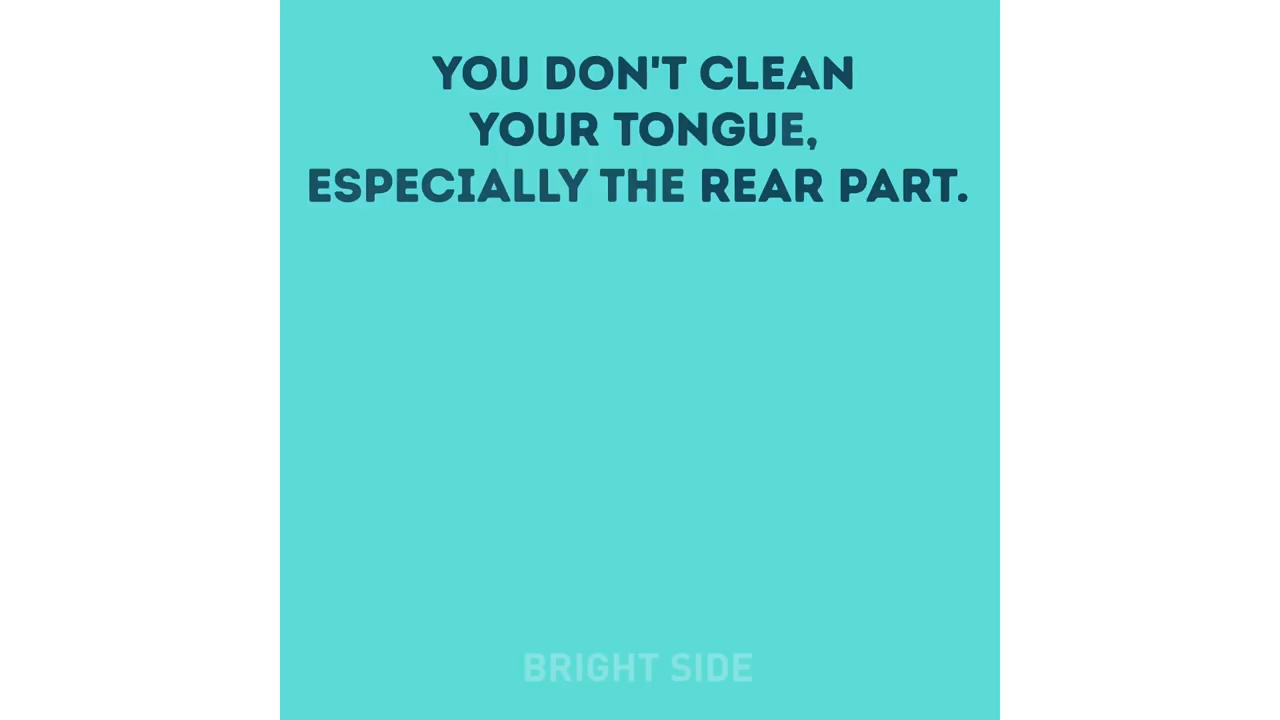 YOU DON'T CLEAN
YOUR TONGUE,
ESPECIALLY THE REAR PART.
BRIGHT SIDE